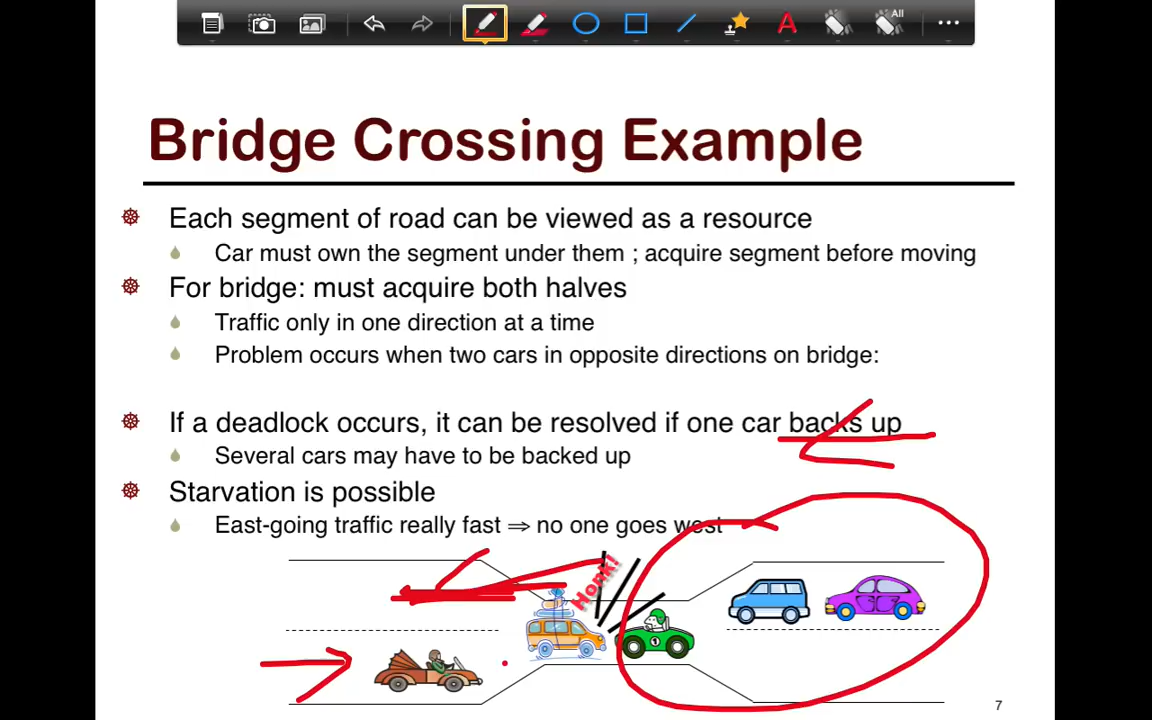 All
A
Bridge Crossing Example
Each segment of road can be viewed as a resource
Car must own the segment under them ; acquire segment before moving
For bridge: must acquire both halves
Traffic only in one direction at a time
Problem occurs when two cars in opposite directions on bridge:
If a deadlock occurs, it can be resolved if one car backs up
Several cars may have to be backed up
Starvation is possible
East-going traffic really fast ⇒ no one goes west
Honk!
1
7